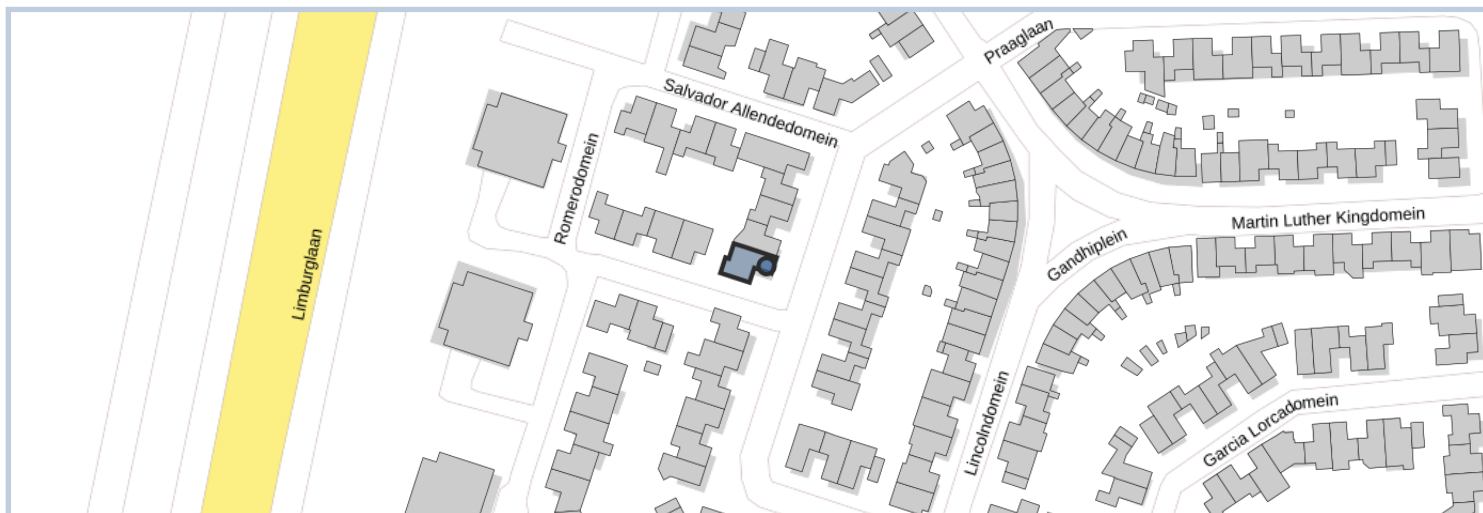 Praaglaan
Salvador Allendedomein
Romerodomein
Martin Luther Kingdomein
Gandhiplein
Limburglaan
Lincolndomein
Garcia Lorcadomein